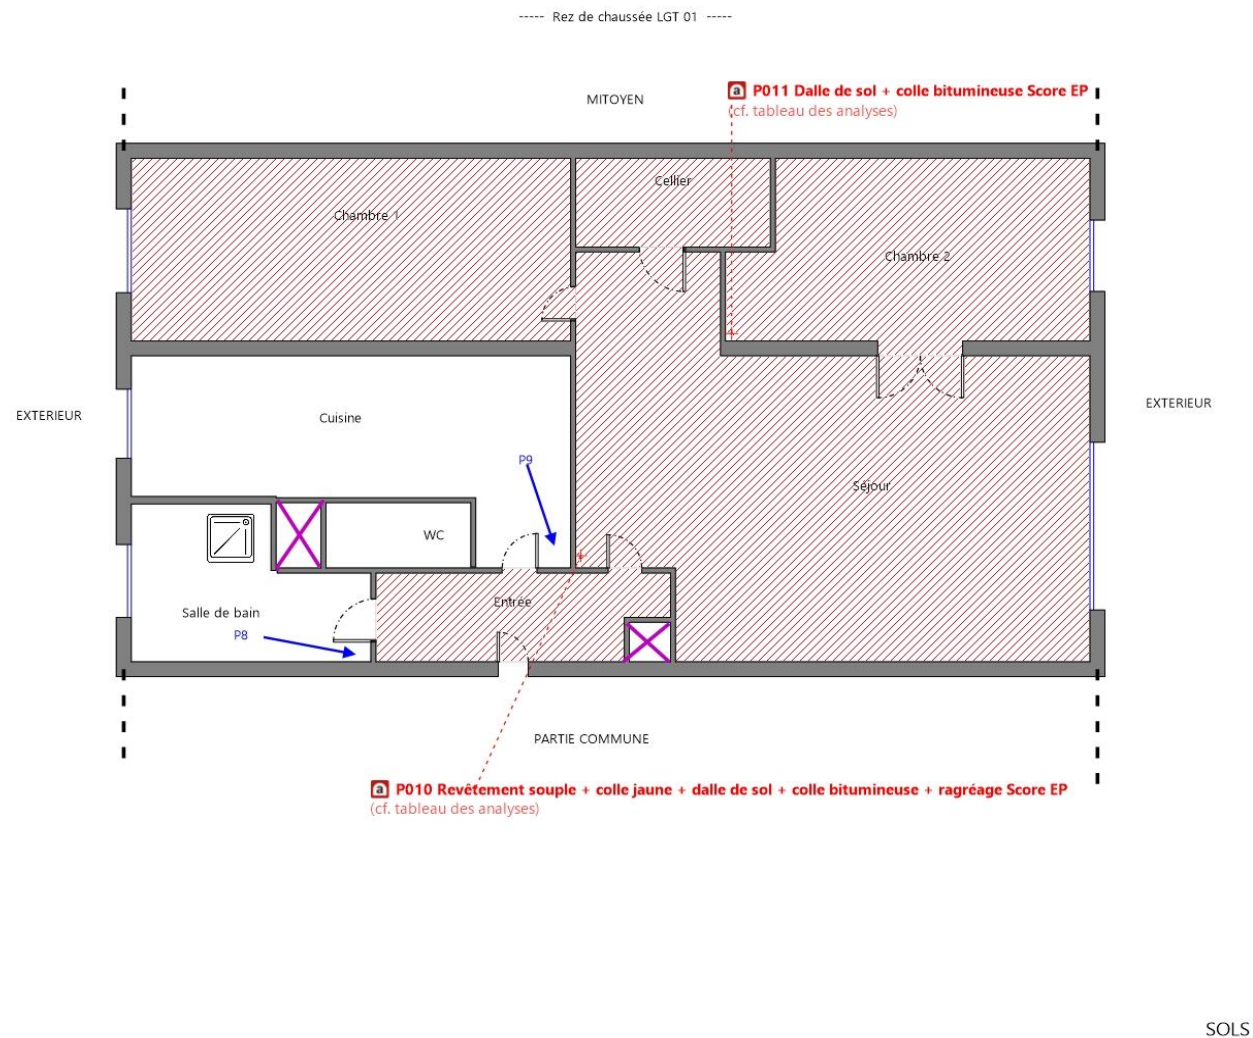 ----- Rez de chaussée LGT 01 -----
MITOYEN
a P011 Dalle de sol + colle bitumineuse Score EP
(cf. tableau des analyses)
Cellier
Chambre 1
Chambre 2
EXTERIEUR
EXTERIEUR
Cuisine
P9
Séjour
WC
Entrée
Salle de bain
P8
PARTIE COMMUNE
a P010 Revêtement souple + colle jaune + dalle de sol + colle bitumineuse + ragréage Score EP
(cf. tableau des analyses)
SOLS